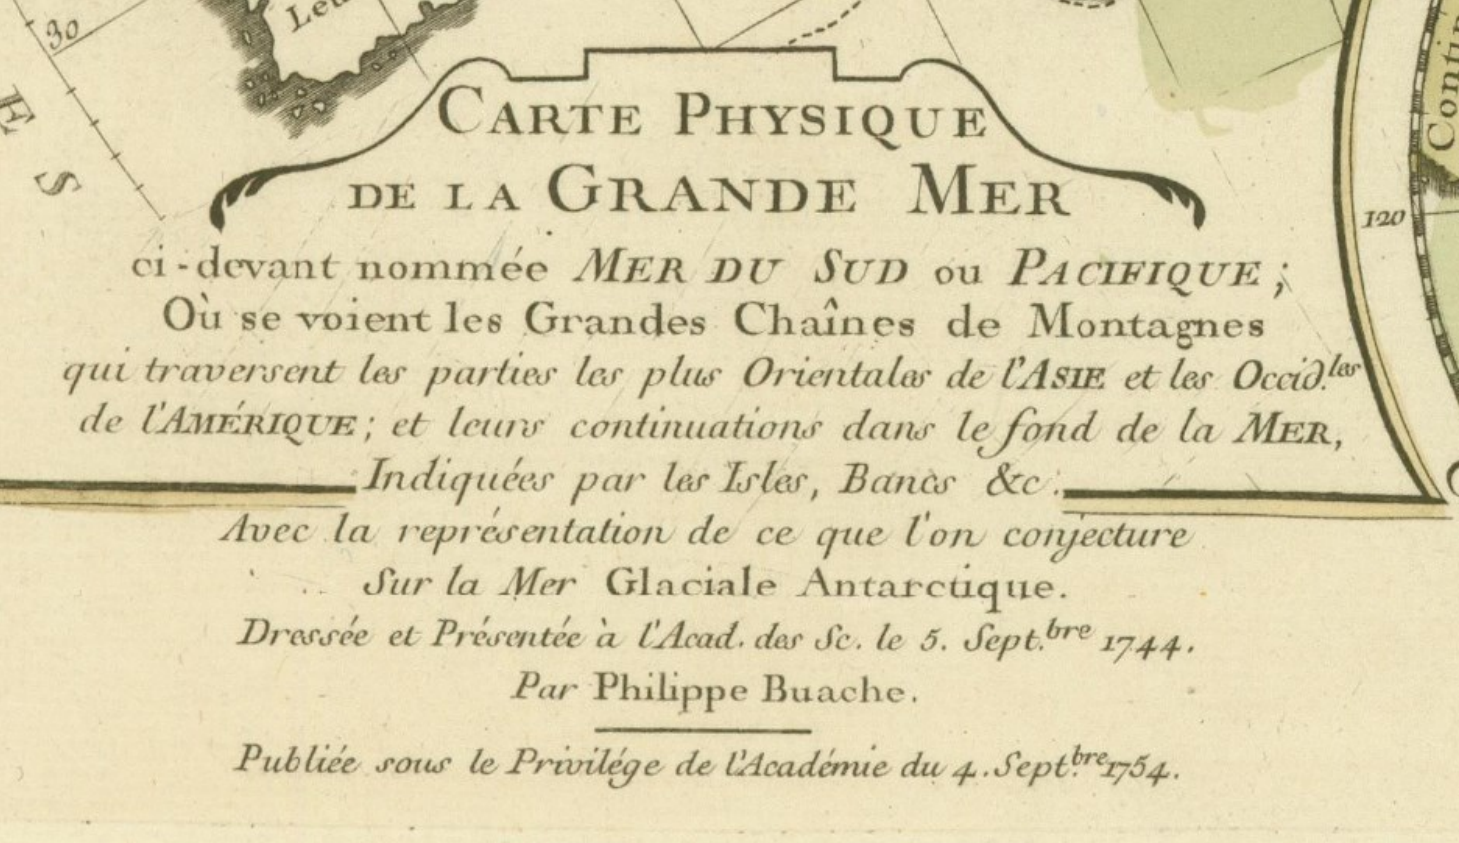 30
Leu
E
S
Contin
120
CARTE PHYSIQUE
DE LA GRANDE MER
ci-devant nommée MER DU SUD ou PACIFIQUE;
Où se voient les Grandes Chaînes de Montagnes
qui traversent les parties les plus Orientales de l'ASIE et les Occid.les
de l'AMÉRIQUE; et leurs continuations dans le fond de la MER,
Indiquées par les Isles, Bancs &c.
Avec la représentation de ce que l'on conjecture
Sur la Mer Glaciale Antarctique.
Dressée et Présentée à l'Acad. des Sc. le 5. Sept.bre 1744.
Par Philippe Buache.
Publiée sous le Privilége de l'Académie du 4. Sept.bre 1754.